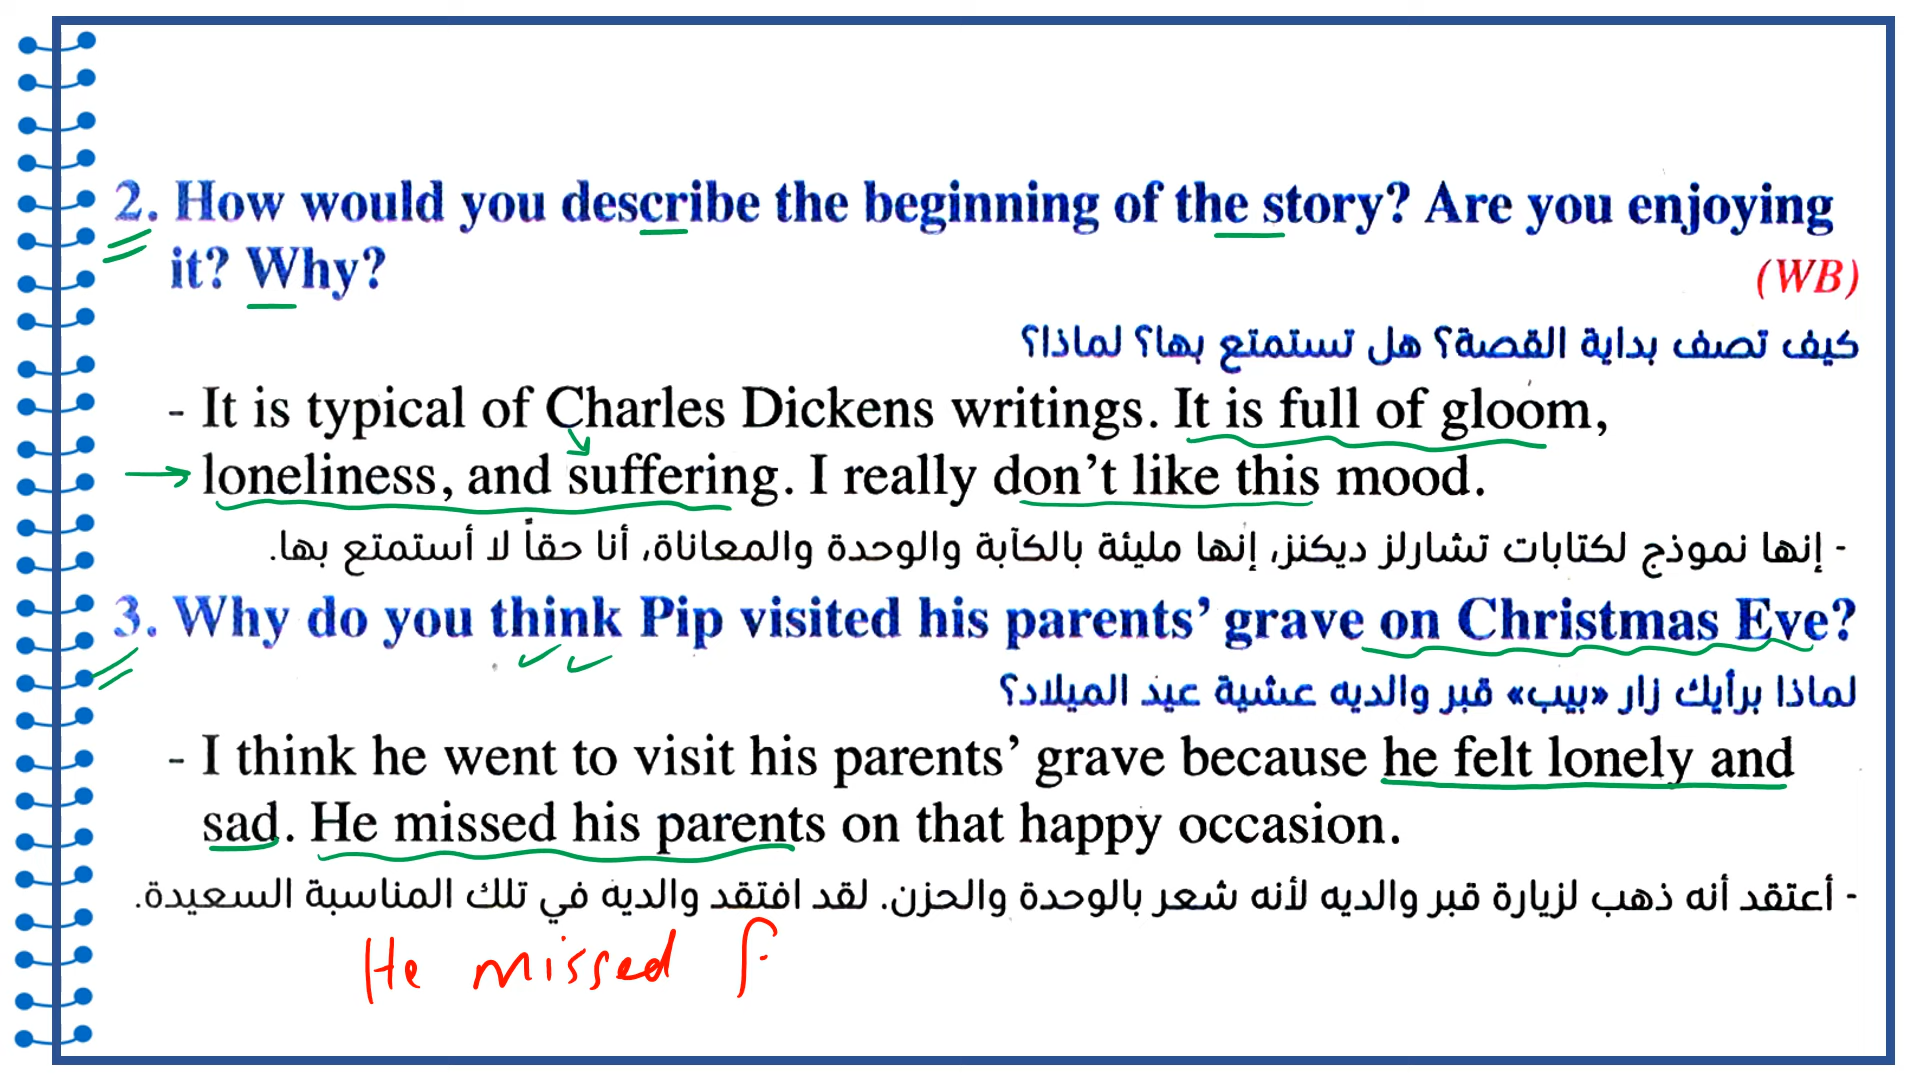 2. How would you describe the beginning of the story? Are you enjoying
it? Why?
(WB)
كيف تصف بداية القصة؟ هل تستمتع بها؟ لماذا؟
- It is typical of Charles Dickens writings. It is full of gloom,
loneliness, and suffering. I really don’t like this mood.
- إنها نموذج لكتابات تشارلز ديكنز، إنها مليئة بالكآبة والوحدة والمعاناة، أنا حقاً لا أستمتع بها.
3. Why do you think Pip visited his parents’ grave on Christmas Eve?
لماذا برأيك زار «بيب» قبر والديه عشية عيد الميلاد؟
- I think he went to visit his parents’ grave because he felt lonely and
sad. He missed his parents on that happy occasion.
- أعتقد أنه ذهب لزيارة قبر والديه لأنه شعر بالوحدة والحزن. لقد افتقد والديه في تلك المناسبة السعيدة.
He missed